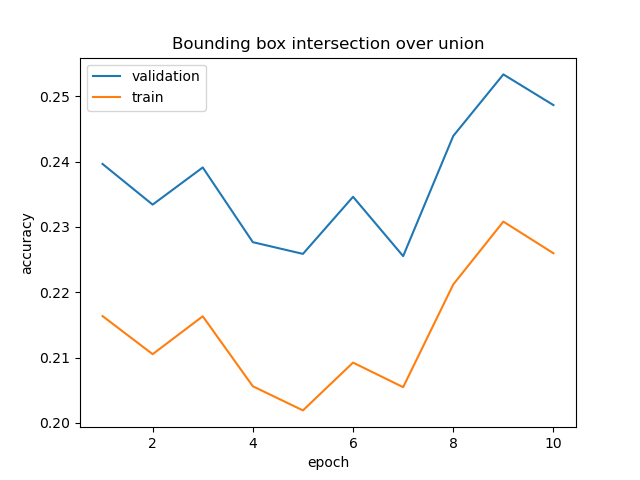 Bounding box intersection over union
validation
train
0.25
0.24
0.23
0.22
0.21
0.20
accuracy
2 4 6 8 10
epoch